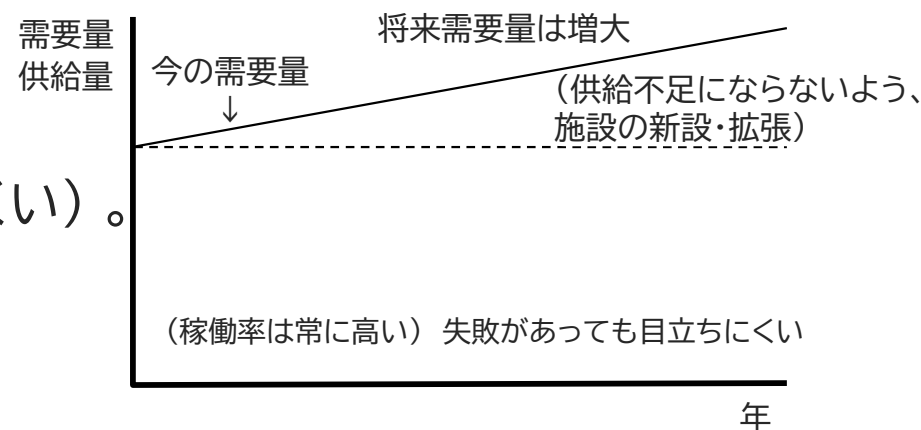 需要量
供給量
将来需要量は増大
今の需要量
↓
（供給不足にならないよう、
施設の新設・拡張）
い）。
（稼働率は常に高い）失敗があっても目立ちにくい
年